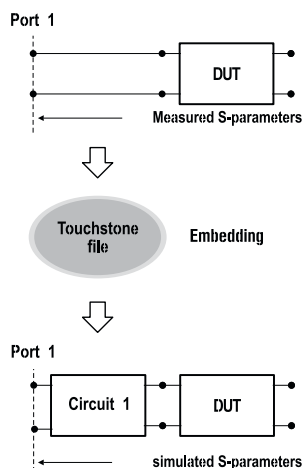 Port 1
DUT
Measured S-parameters
Touchstone
file
Embedding
Port 1
Circuit 1
DUT
simulated S-parameters